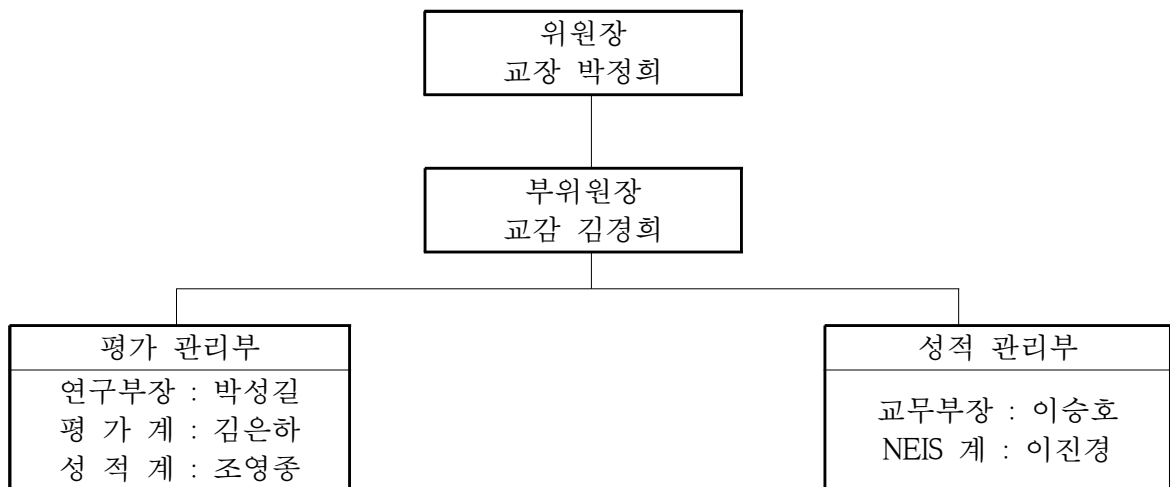 위원장
교장 박정희
부위원장
교감 김경희
평가 관리부
연구부장 : 박성길
평 가 계 : 김은하
성 적 계 : 조영종
성적 관리부
교무부장 : 이승호
NEIS 계 : 이진경